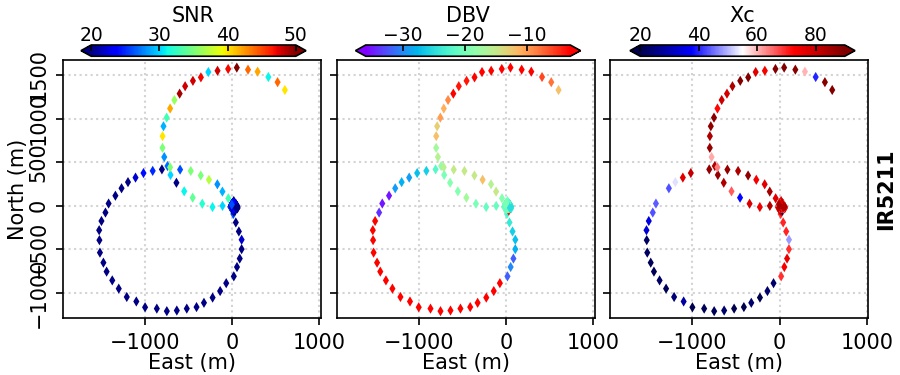 SNR
DBV
Xc
20 30 40 50
−30 −20 −10
20 40 60 80
1500
1000
500
0
−500
−1000
North (m)
IR5211
−1000 0 1000
−1000 0 1000
−1000 0 1000
East (m)
East (m)
East (m)